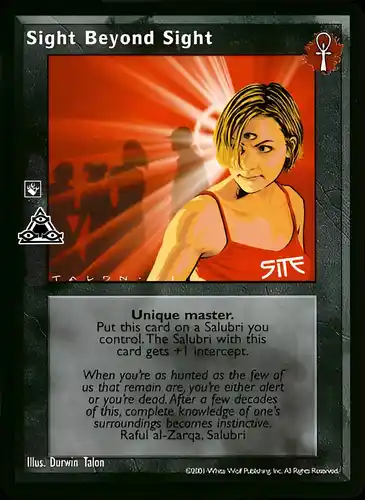 Sight Beyond Sight
SITE
TALON
Unique master.
Put this card on a Salubri you
control. The Salubri with this
card gets +1 intercept.
When you're as hunted as the few of
us that remain are, you're either alert
or you're dead. After a few decades
of this, complete knowledge of one's
surroundings becomes instinctive.
Raful al-Zarqa, Salubri
Illus. Durwin Talon
©2001 White Wolf Publishing, Inc. All Rights Reserved.